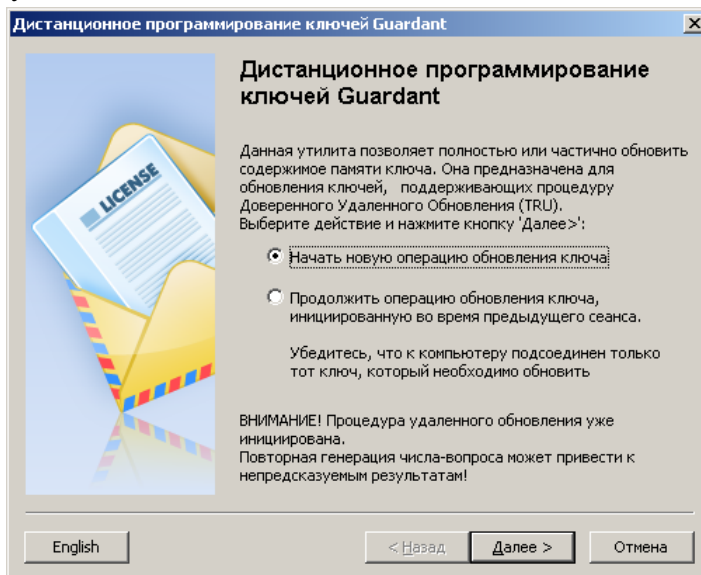 Дистанционное программирование ключей Guardant
Дистанционное программирование
ключей Guardant
LICENSE
Данная утилита позволяет полностью или частично обновить
содержимое памяти ключа. Она предназначена для
обновления ключей, поддерживающих процедуру
Доверенного Удаленного Обновления (TRU).
Выберите действие и нажмите кнопку 'Далее>':
Начать новую операцию обновления ключа
Продолжить операцию обновления ключа,
инициированную во время предыдущего сеанса.
Убедитесь, что к компьютеру подсоединен только
тот ключ, который необходимо обновить
ВНИМАНИЕ! Процедура удаленного обновления уже
инициирована.
Повторная генерация числа-вопроса может привести к
непредсказуемым результатам!
English
< Назад
Далее >
Отмена